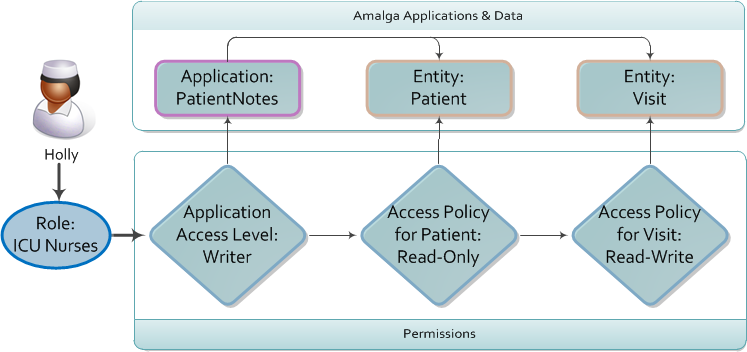 Amalga Applications & Data
Application:
PatientNotes
Entity:
Patient
Entity:
Visit
Holly
Role:
ICU Nurses
Application
Access Level:
Writer
Access Policy
for Patient:
Read-Only
Access Policy
for Visit:
Read-Write
Permissions